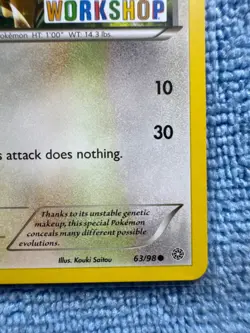 WORKSHOP
Pokémon. HT. 1'00" WT. 14.3 lbs.
10
30
attack does nothing.
Thanks to its unstable genetic
makeup, this special Pokémon
conceals many different possible
evolutions.
Illus. Kouki Saitou
63/98